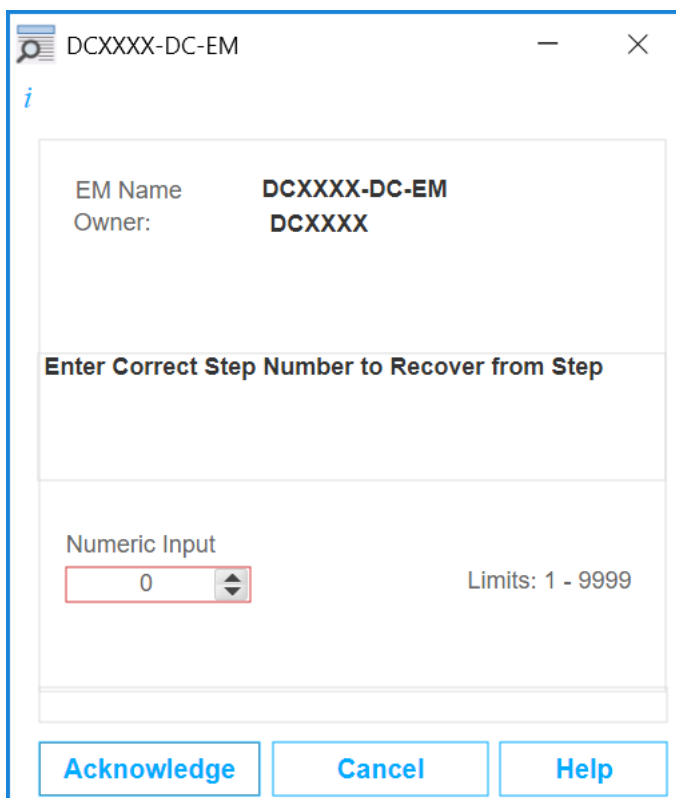 DCXXXX-DC-EM
i
EM Name DCXXXX-DC-EM
Owner: DCXXXX
Enter Correct Step Number to Recover from Step
Numeric Input
0 Limits: 1 - 9999
Acknowledge Cancel Help